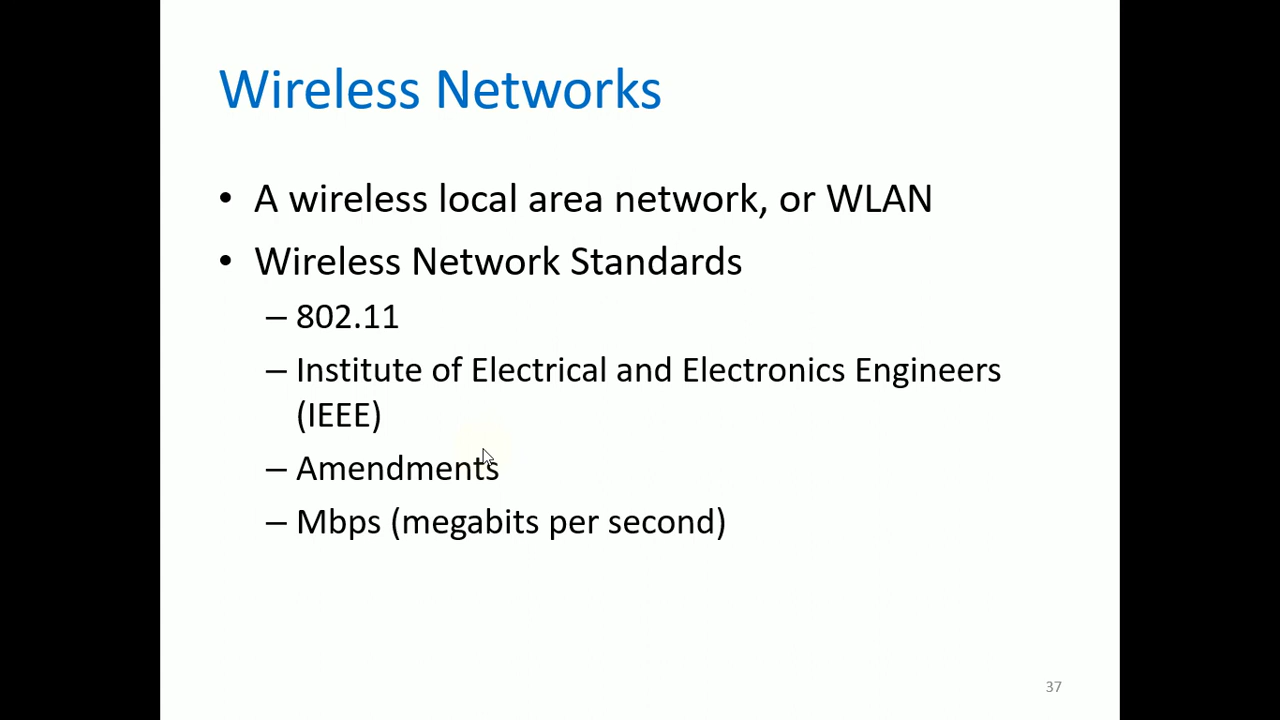 Wireless Networks
• A wireless local area network, or WLAN
• Wireless Network Standards
– 802.11
– Institute of Electrical and Electronics Engineers
(IEEE)
– Amendments
– Mbps (megabits per second)
37